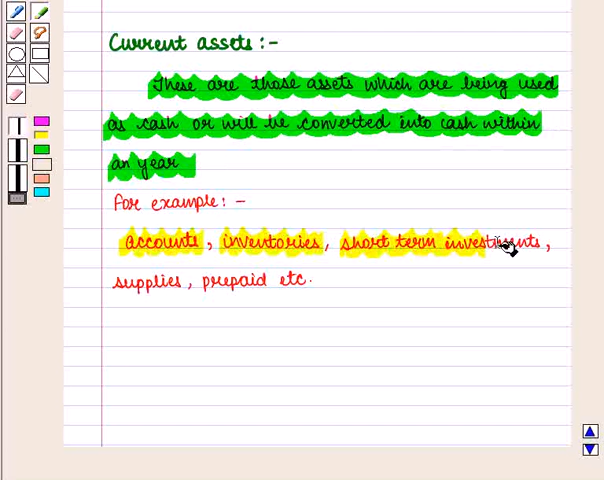 Current assets :-
These are those assets which are being used
as cash or will be converted into cash within
an year
For example: -
accounts, inventories, short term investments,
supplies, prepaid etc.